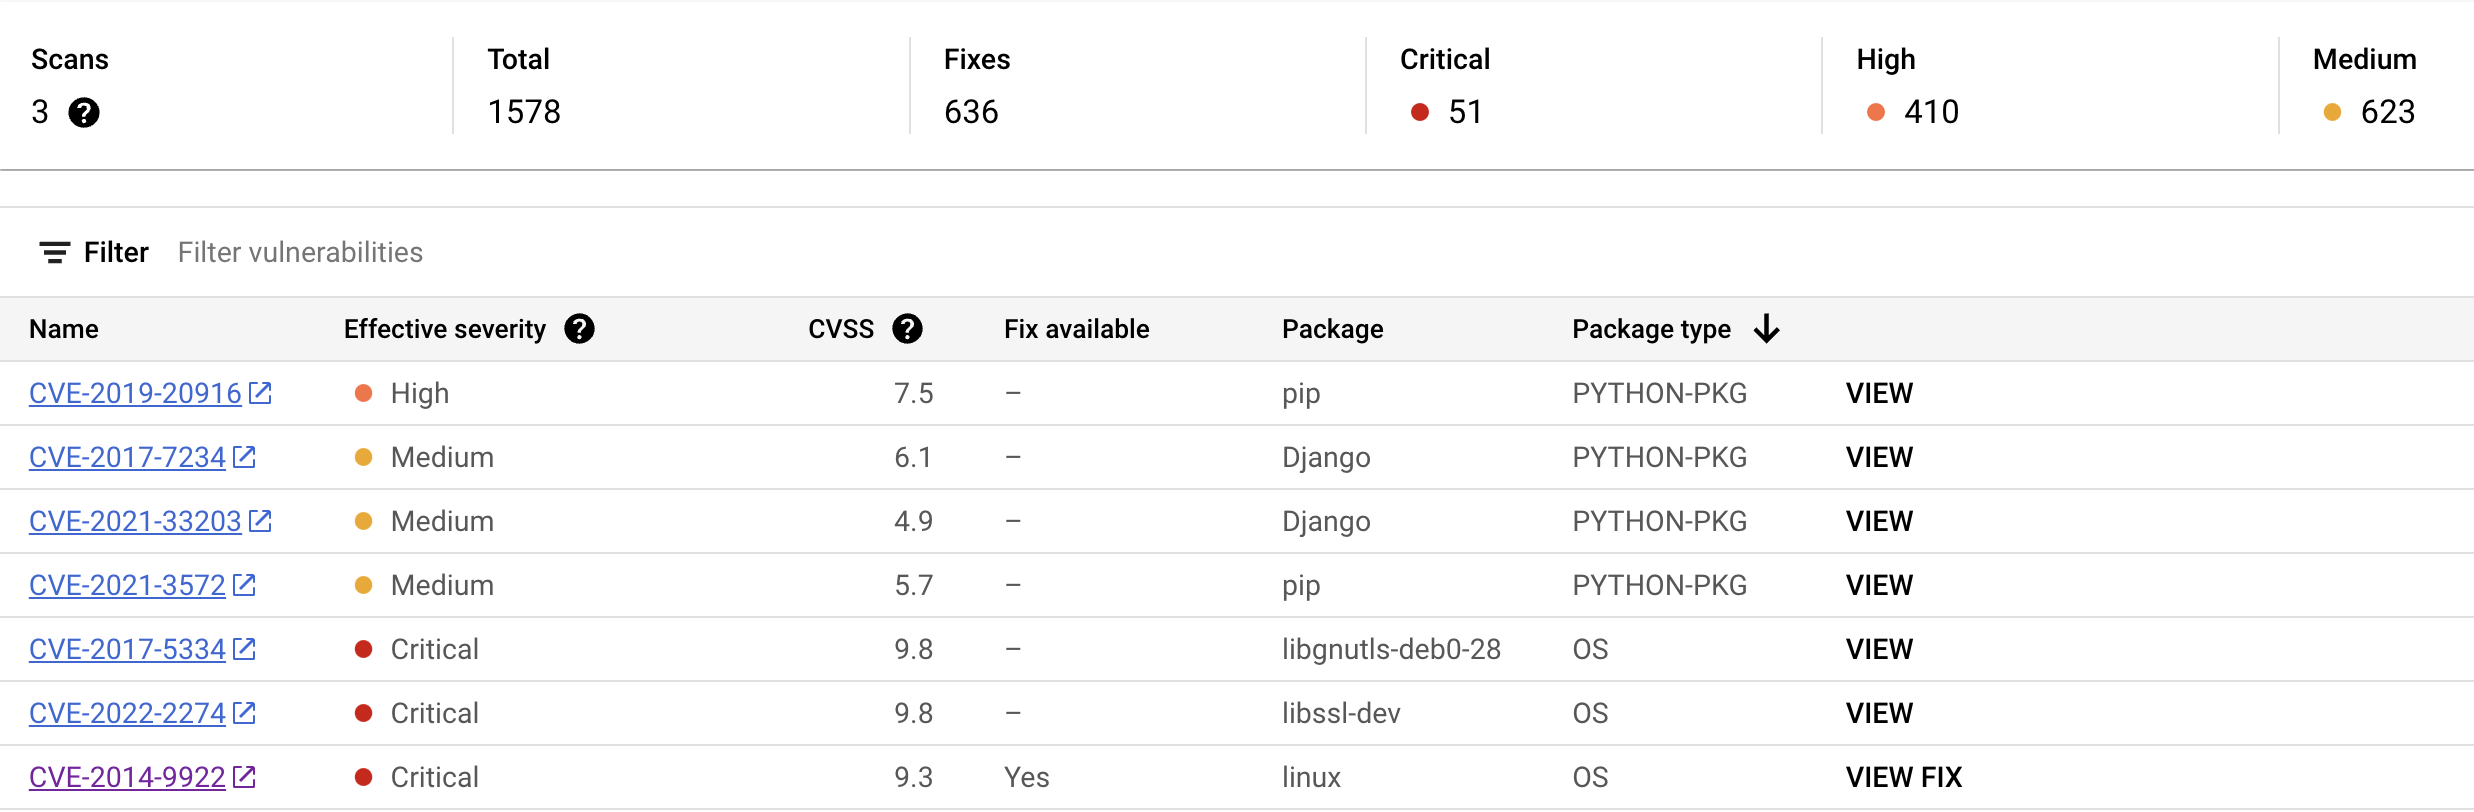 Scans Total Fixes Critical High Medium
3 1578 636 51 410 623
Filter Filter vulnerabilities
Name Effective severity CVSS Fix available Package Package type
CVE-2019-20916 High 7.5 – pip PYTHON-PKG VIEW
CVE-2017-7234 Medium 6.1 – Django PYTHON-PKG VIEW
CVE-2021-33203 Medium 4.9 – Django PYTHON-PKG VIEW
CVE-2021-3572 Medium 5.7 – pip PYTHON-PKG VIEW
CVE-2017-5334 Critical 9.8 – libgnutls-deb0-28 OS VIEW
CVE-2022-2274 Critical 9.8 – libssl-dev OS VIEW
CVE-2014-9922 Critical 9.3 Yes linux OS VIEW FIX